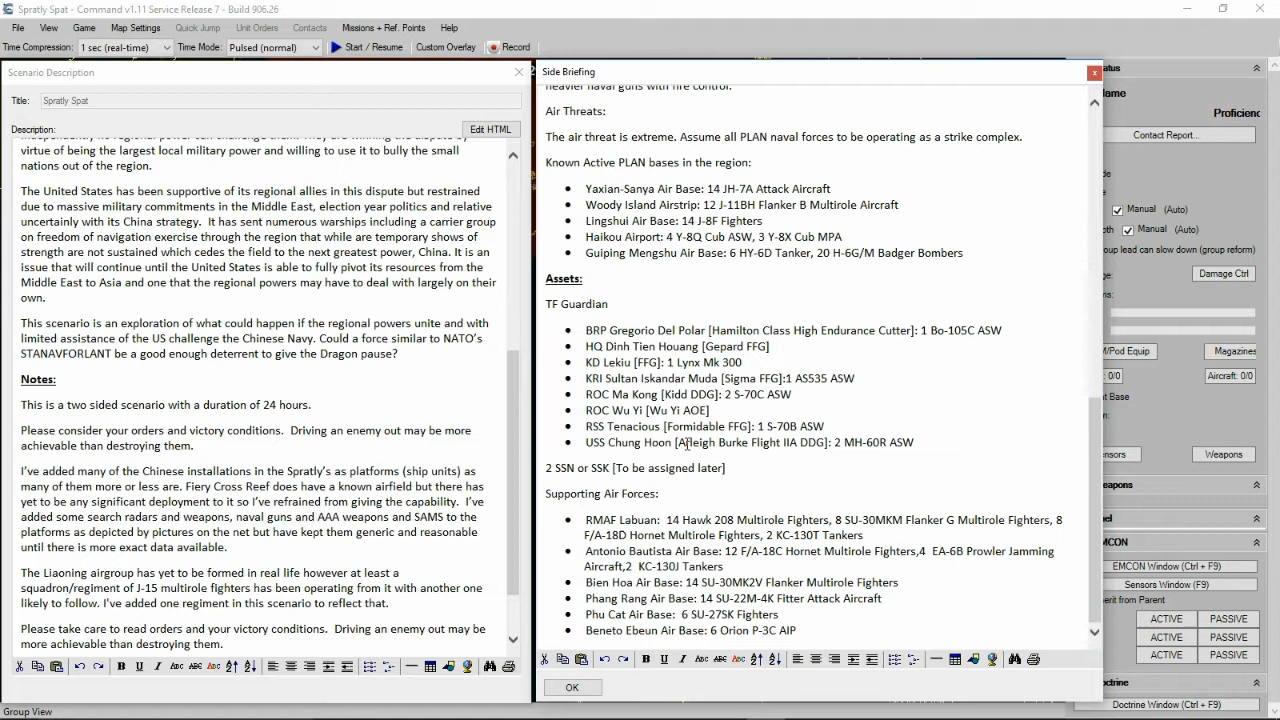 Spratly Spat - Command v1.11 Service Release 7 - Build 906.26
File View Game Map Settings Quick Jump Unit Orders Contacts Missions + Ref. Points Help
Time Compression: 1 sec (real-time) Time Mode: Pulsed (normal) Start / Resume Custom Overlay Record
Scenario Description
Title: Spratly Spat
Description: Edit HTML
virtue of being the largest local military power and willing to use it to bully the small
nations out of the region.
The United States has been supportive of its regional allies in this dispute but restrained
due to massive military commitments in the Middle East, election year politics and relative
uncertainly with its China strategy. It has sent numerous warships including a carrier group
on freedom of navigation exercise through the region that while are temporary shows of
strength are not sustained which cedes the field to the next greatest power, China. It is an
issue that will continue until the United States is able to fully pivot its resources from the
Middle East to Asia and one that the regional powers may have to deal with largely on their
own.
This scenario is an exploration of what could happen if the regional powers unite and with
limited assistance of the US challenge the Chinese Navy. Could a force similar to NATO's
STANAVFORLANT be a good enough deterrent to give the Dragon pause?
Notes:
This is a two sided scenario with a duration of 24 hours.
Please consider your orders and victory conditions. Driving an enemy out may be more
achievable than destroying them.
I've added many of the Chinese installations in the Spratly's as platforms (ship units) as
many of them more or less are. Fiery Cross Reef does have a known airfield but there has
yet to be any significant deployment to it so I've refrained from giving the capability. I've
added some search radars and weapons, naval guns and AAA weapons and SAMS to the
platforms as depicted by pictures on the net but have kept them generic and reasonable
until there is more exact data available.
The Liaoning airgroup has yet to be formed in real life however at least a
squadron/regiment of J-15 multirole fighters has been operating from it with another one
likely to follow. I've added one regiment in this scenario to reflect that.
Please take care to read orders and your victory conditions. Driving an enemy out may be
more achievable than destroying them.
Group View
Side Briefing
heavier naval guns with fire control.
Air Threats:
The air threat is extreme. Assume all PLAN naval forces to be operating as a strike complex.
Known Active PLAN bases in the region:
• Yaxian-Sanya Air Base: 14 JH-7A Attack Aircraft
• Woody Island Airstrip: 12 J-11BH Flanker B Multirole Aircraft
• Lingshui Air Base: 14 J-8F Fighters
• Haikou Airport: 4 Y-8Q Cub ASW, 3 Y-8X Cub MPA
• Guiping Mengshu Air Base: 6 HY-6D Tanker, 20 H-6G/M Badger Bombers
Assets:
TF Guardian
• BRP Gregorio Del Polar [Hamilton Class High Endurance Cutter]: 1 Bo-105C ASW
• HQ Dinh Tien Houang [Gepard FFG]
• KD Lekiu [FFG]: 1 Lynx Mk 300
• KRI Sultan Iskandar Muda [Sigma FFG]:1 AS535 ASW
• ROC Ma Kong [Kidd DDG]: 2 S-70C ASW
• ROC Wu Yi [Wu Yi AOE]
• RSS Tenacious [Formidable FFG]: 1 S-70B ASW
• USS Chung Hoon [Arleigh Burke Flight IIA DDG]: 2 MH-60R ASW
2 SSN or SSK [To be assigned later]
Supporting Air Forces:
• RMAF Labuan: 14 Hawk 208 Multirole Fighters, 8 SU-30MKM Flanker G Multirole Fighters, 8
F/A-18D Hornet Multirole Fighters, 2 KC-130T Tankers
• Antonio Bautista Air Base: 12 F/A-18C Hornet Multirole Fighters,4 EA-6B Prowler Jamming
Aircraft,2 KC-130J Tankers
• Bien Hoa Air Base: 14 SU-30MK2V Flanker Multirole Fighters
• Phang Rang Air Base: 14 SU-22M-4K Fitter Attack Aircraft
• Phu Cat Air Base: 6 SU-27SK Fighters
• Beneto Ebeun Air Base: 6 Orion P-3C AIP
OK
Contact Report...
Manual (Auto)
Manual (Auto)
roup lead can slow down (group reform)
Damage Ctrl
M/Pod Equip Magazines
: 0/0 Aircraft: 0/0
t Base
Weapons
EMCON
EMCON Window (Ctrl + F9)
Sensors Window (F9)
herit from Parent
ACTIVE PASSIVE
ACTIVE PASSIVE
ACTIVE PASSIVE
Doctrine Window (Ctrl + F9)